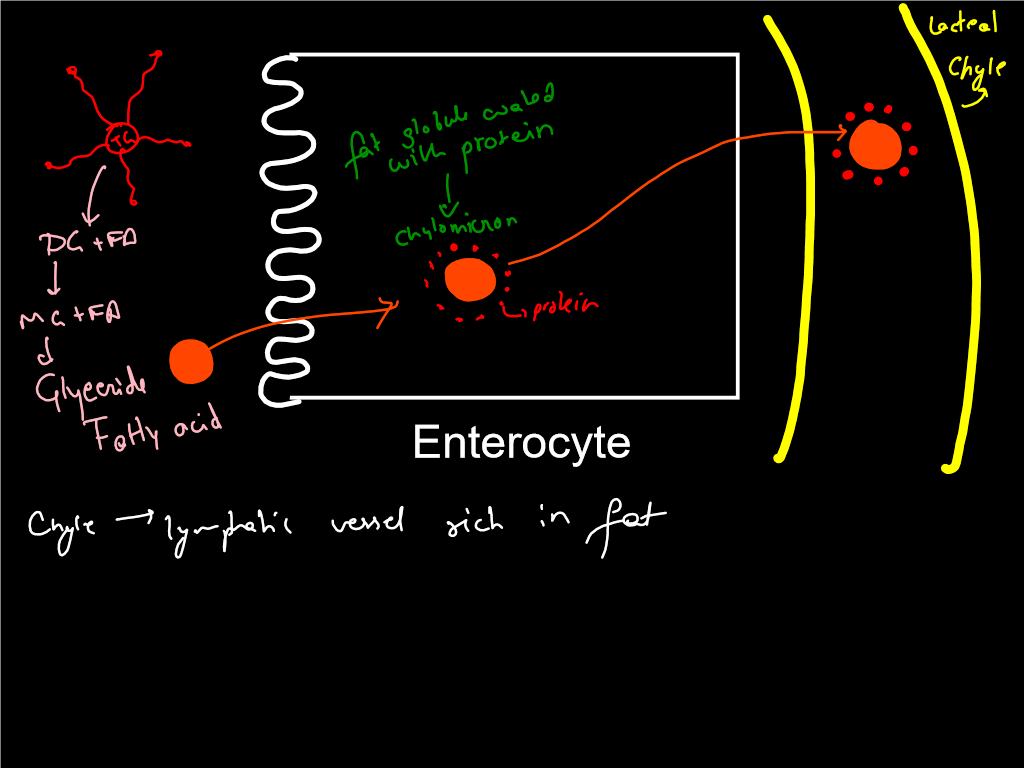 Lacteal
Chyle
TG
fat globule coated
with protein
Chylomicron
DG + FA
MG + FA
protein
Glyceride
Fatty acid
Enterocyte
Chyle → lymphatic vessel rich in fat